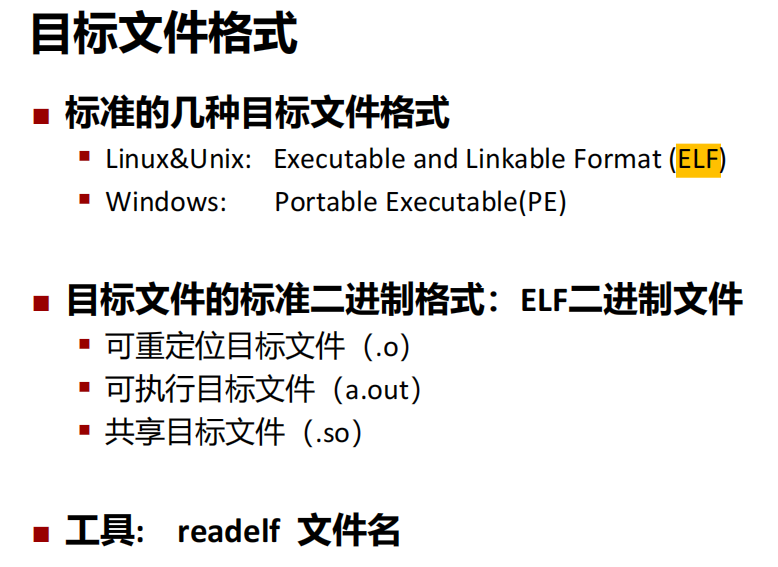 目标文件格式
标准的几种目标文件格式
Linux&Unix: Executable and Linkable Format (ELF)
Windows: Portable Executable(PE)
目标文件的标准二进制格式：ELF二进制文件
可重定位目标文件（.o）
可执行目标文件（a.out）
共享目标文件（.so）
工具: readelf 文件名